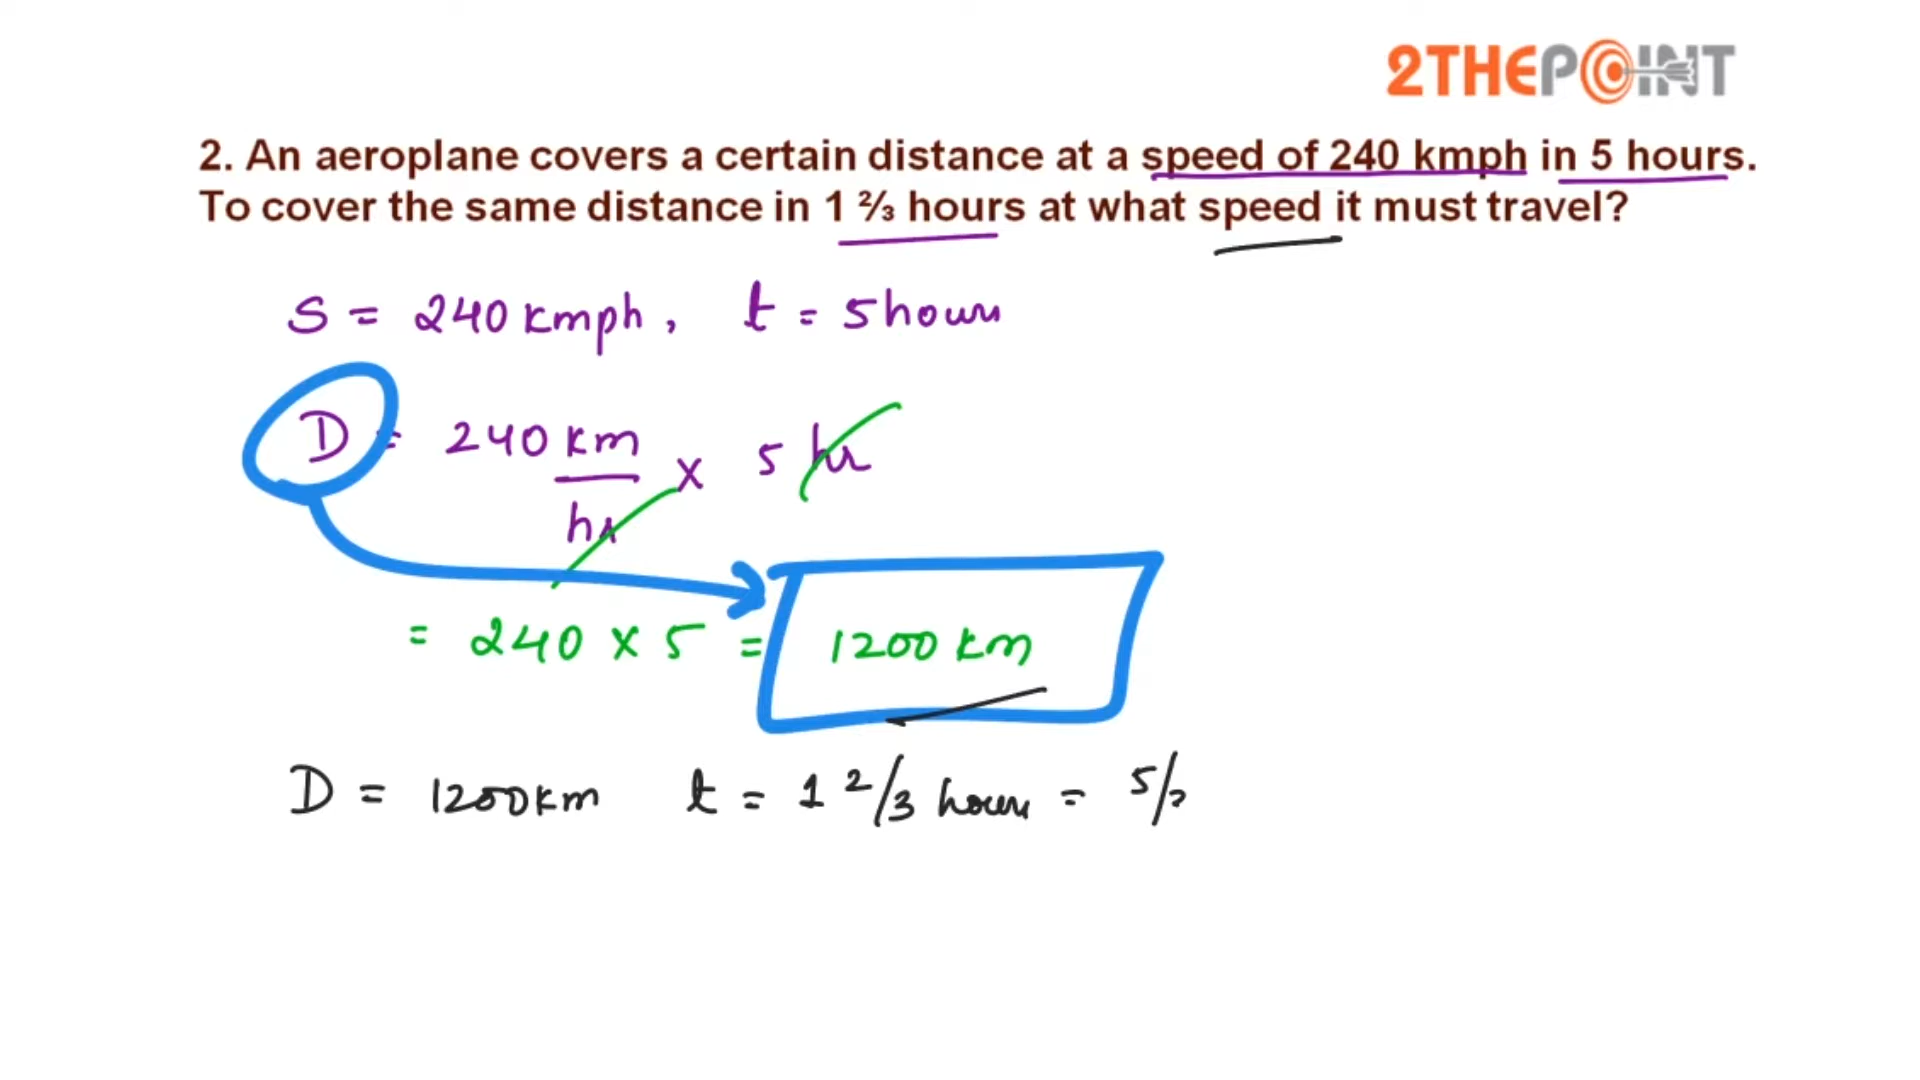 2THEPOINT
2. An aeroplane covers a certain distance at a speed of 240 kmph in 5 hours.
To cover the same distance in 1 ⅔ hours at what speed it must travel?
S = 240 kmph, t = 5 hours
D = 240 km/hr x 5 hr
= 240 x 5 = 1200 km
D = 1200 km t = 1 2/3 hours = 5/